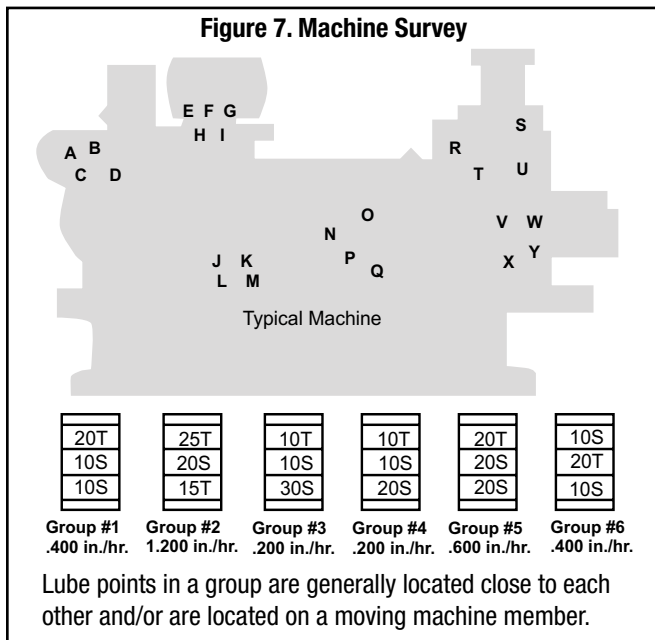 Figure 7. Machine Survey
E F G
H I
A B
C D
S
R
T U
O
N
P
Q
V W
X Y
J K
L M
Typical Machine
20T 25T 10T 10T 20T 10S
10S 20S 10S 10S 20S 20T
10S 15T 30S 20S 20S 10S
Group #1 Group #2 Group #3 Group #4 Group #5 Group #6
.400 in./hr. 1.200 in./hr. .200 in./hr. .200 in./hr. .600 in./hr. .400 in./hr.
Lube points in a group are generally located close to each
other and/or are located on a moving machine member.